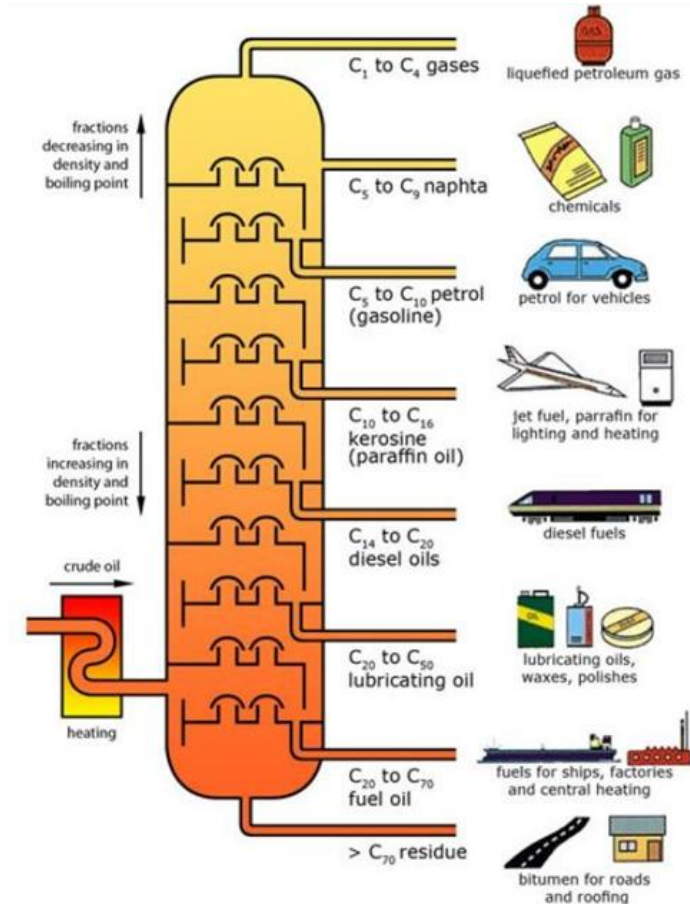 C₁ to C₄ gases
liquefied petroleum gas
fractions
decreasing in
density and
boiling point
C₅ to C₉ naphta
chemicals
C₅ to C₁₀ petrol
(gasoline)
petrol for vehicles
C₁₀ to C₁₆
kerosine
(paraffin oil)
jet fuel, parrafin for
lighting and heating
fractions
increasing in
density and
boiling point
C₁₄ to C₂₀
diesel oils
diesel fuels
crude oil
heating
C₂₀ to C₅₀
lubricating oil
OIL
lubricating oils,
waxes, polishes
C₂₀ to C₇₀
fuel oil
fuels for ships, factories
and central heating
> C₇₀ residue
bitumen for roads
and roofing